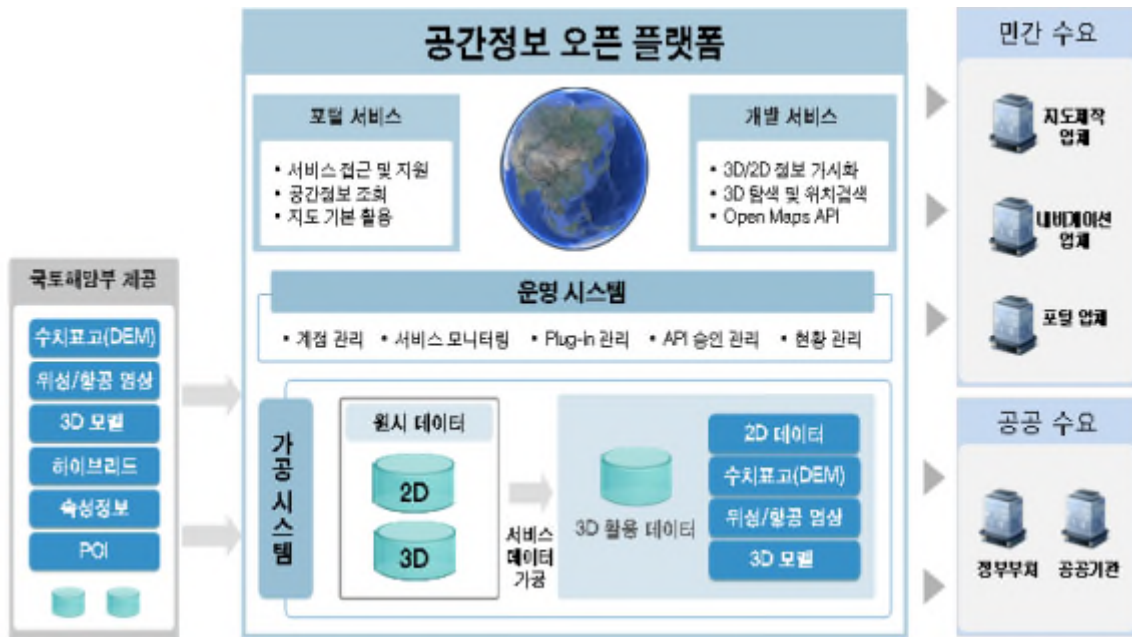 공간정보 오픈 플랫폼
포털 서비스
• 서비스 접근 및 지원
• 공간정보 조회
• 지도 기본 활용
개발 서비스
• 3D/2D 정보 가시화
• 3D 탐색 및 위치검색
• Open Maps API
운영 시스템
• 계정 관리
• 서비스 모니터링
• Plug-in 관리
• API 승인 관리
• 현황 관리
국토해양부 제공
수치표고(DEM)
위성/항공 영상
3D 모델
하이브리드
속성정보
POI
가공 시스템
원시 데이터
2D
3D
서비스
데이터
가공
3D 활용 데이터
2D 데이터
수치표고(DEM)
위성/항공 영상
3D 모델
민간 수요
지도제작
업체
내비게이션
업체
포털 업체
공공 수요
정부부처
공공기관